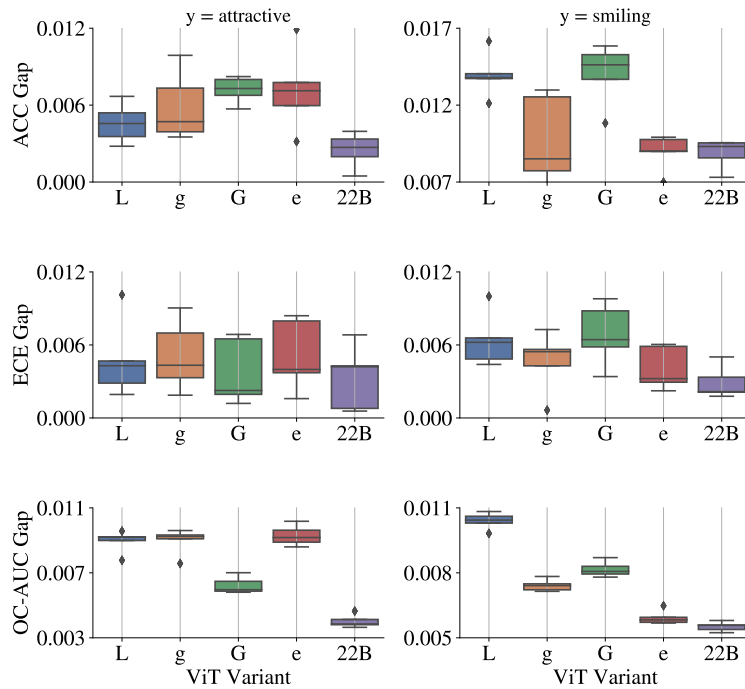 y = attractive
y = smiling
ACC Gap
0.012
0.006
0.000
L g G e 22B
0.017
0.012
0.007
L g G e 22B
ECE Gap
0.012
0.006
0.000
L g G e 22B
0.012
0.006
0.000
L g G e 22B
OC-AUC Gap
0.011
0.007
0.003
L g G e 22B
ViT Variant
0.011
0.008
0.005
L g G e 22B
ViT Variant